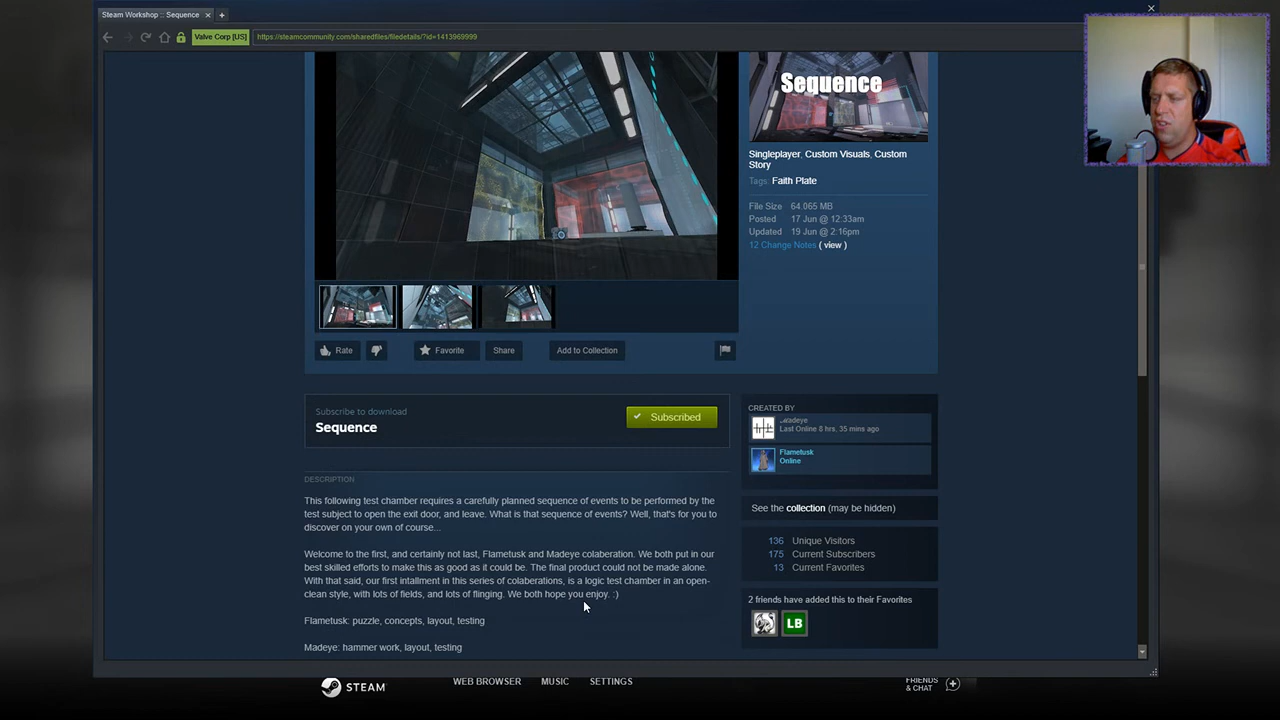 Steam Workshop :: Sequence
Valve Corp [US]
https://steamcommunity.com/sharedfiles/filedetails/?id=1413969999
Sequence
Singleplayer, Custom Visuals, Custom
Story
Tags: Faith Plate
File Size 64.065 MB
Posted 17 Jun @ 12:33am
Updated 19 Jun @ 2:16pm
12 Change Notes ( view )
Rate
Favorite
Share
Add to Collection
Subscribe to download
Sequence
Subscribed
CREATED BY
Madeye
Last Online 8 hrs, 35 mins ago
Flametusk
Online
DESCRIPTION
This following test chamber requires a carefully planned sequence of events to be performed by the
test subject to open the exit door, and leave. What is that sequence of events? Well, that's for you to
discover on your own of course...
Welcome to the first, and certainly not last, Flametusk and Madeye colaberation. We both put in our
best skilled efforts to make this as good as it could be. The final product could not be made alone.
With that said, our first intallment in this series of colaberations, is a logic test chamber in an open-
clean style, with lots of fields, and lots of flinging. We both hope you enjoy. :)
Flametusk: puzzle, concepts, layout, testing
Madeye: hammer work, layout, testing
See the collection (may be hidden)
136 Unique Visitors
175 Current Subscribers
13 Current Favorites
2 friends have added this to their Favorites
LB
STEAM
WEB BROWSER
MUSIC
SETTINGS
FRIENDS
& CHAT